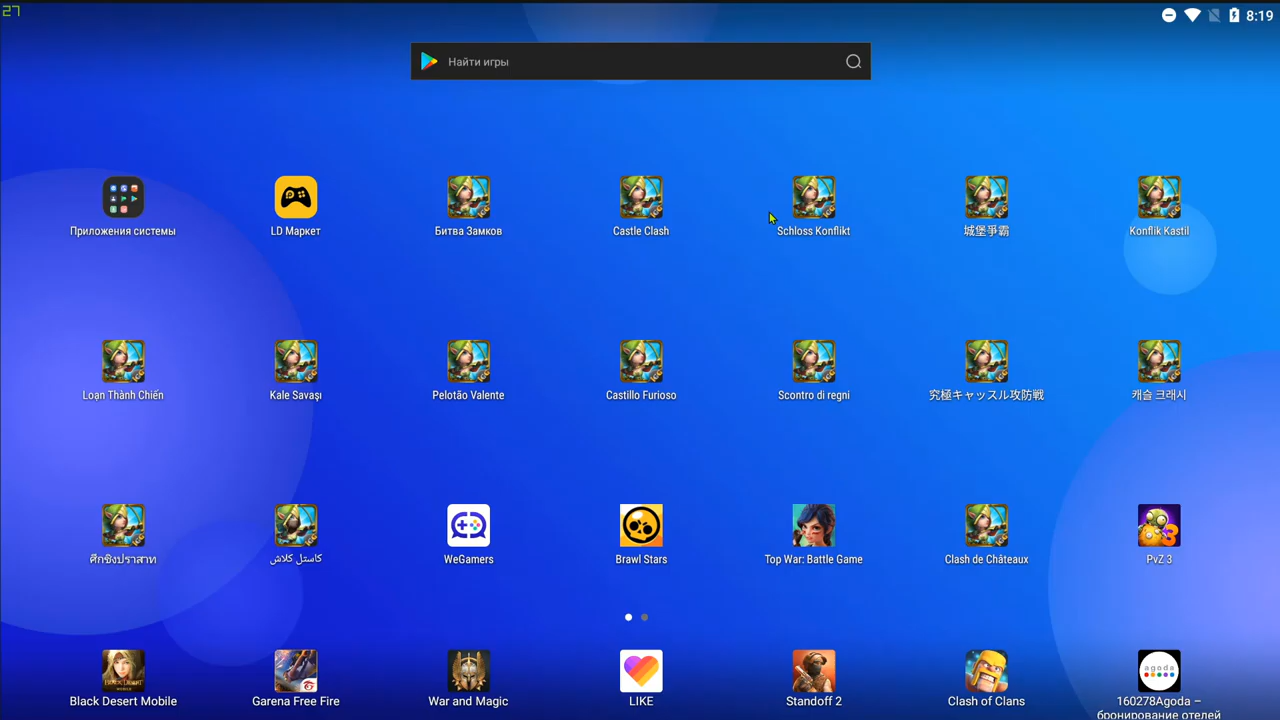 27
8:19
Найти игры
Приложения системы
LD Маркет
Битва Замков
Castle Clash
Schloss Konflikt
城堡爭霸
Konflik Kastil
Loạn Thành Chiến
Kale Savaşı
Pelotão Valente
Castillo Furioso
Scontro di regni
究極キャッスル攻防戦
캐슬 크래시
ศึกชิงปราสาท
كاستل كلاش
WeGamers
Brawl Stars
Top War: Battle Game
Clash de Châteaux
PvZ 3
Black Desert Mobile
Garena Free Fire
War and Magic
LIKE
Standoff 2
Clash of Clans
agoda
160278Agoda –
бронирование отелей